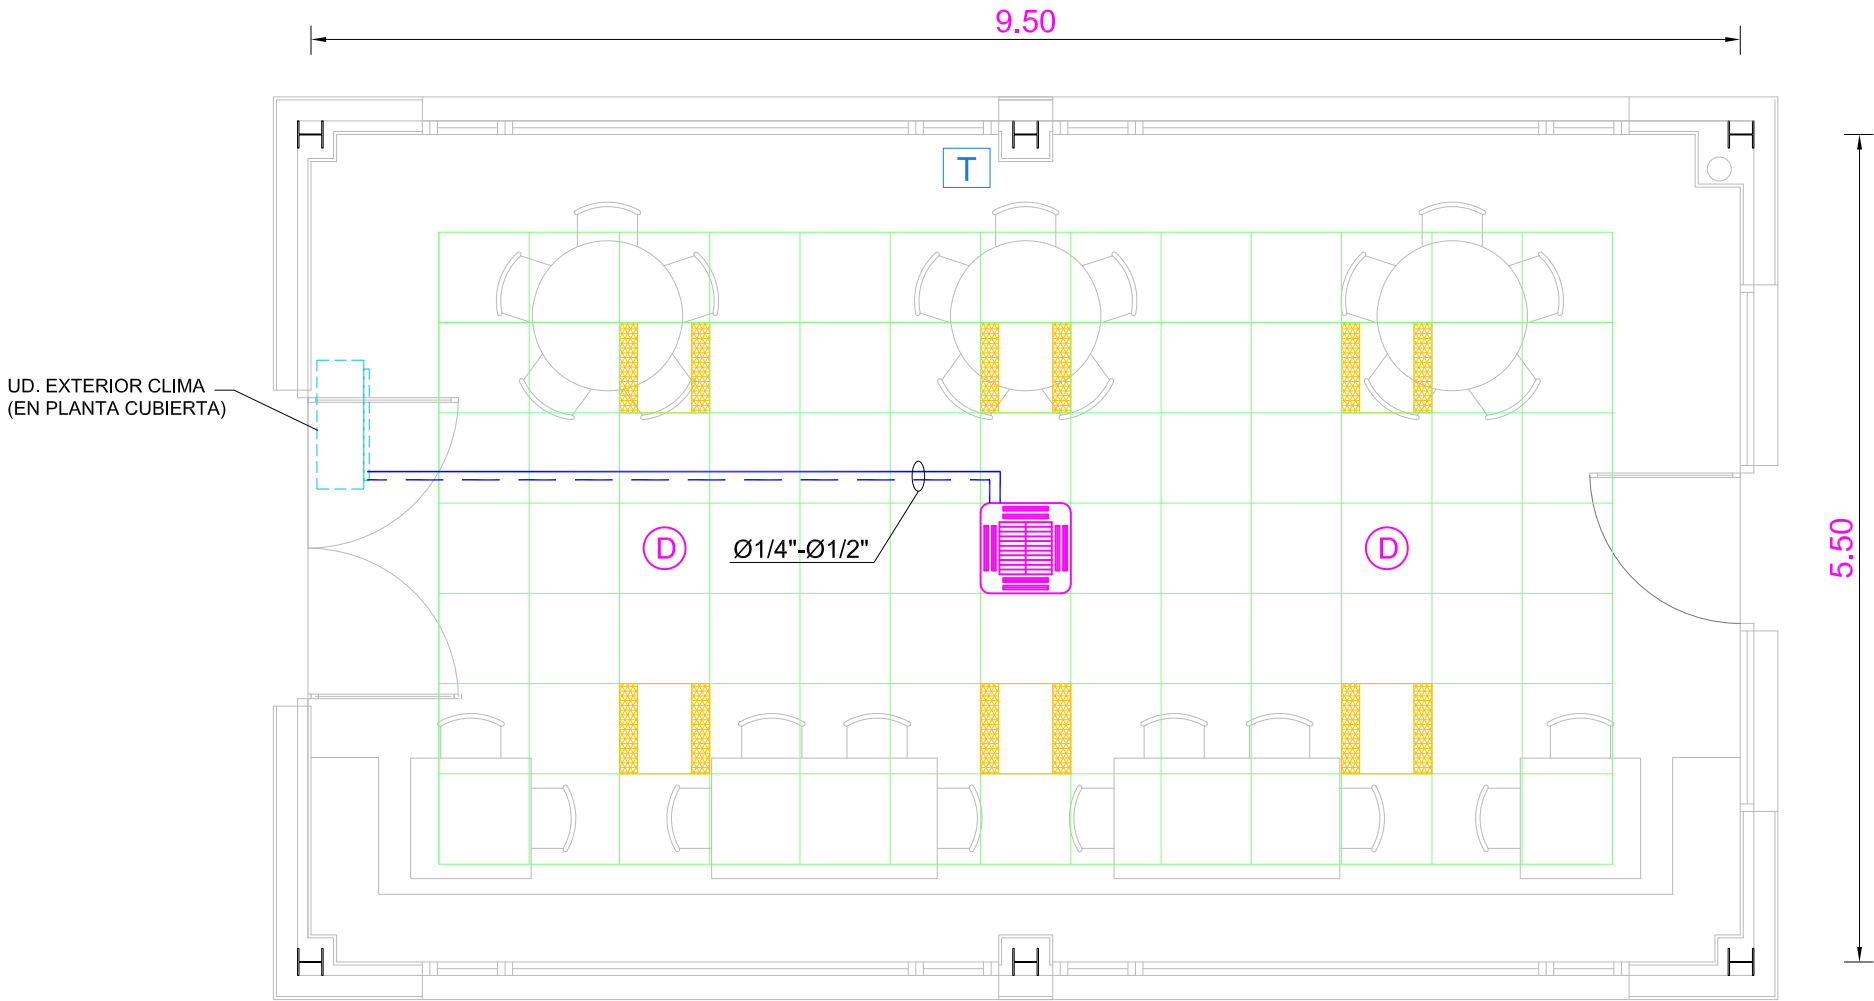 9.50
T
UD. EXTERIOR CLIMA
(EN PLANTA CUBIERTA)
D
Ø1/4"-Ø1/2"
D
5.50